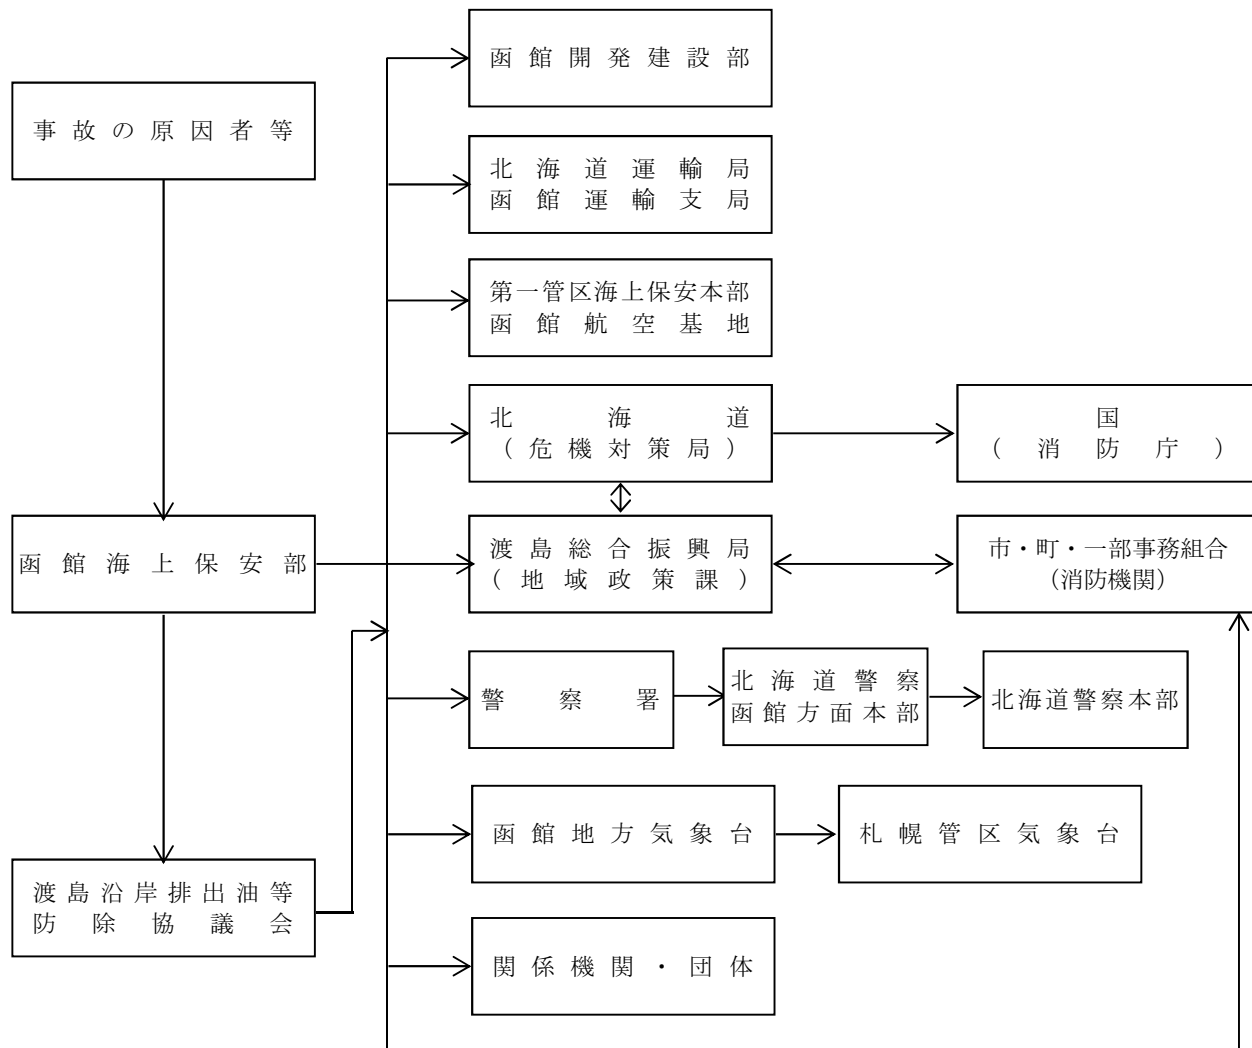 函館開発建設部
事故の原因者等
北海道運輸局
函館運輸支局
第一管区海上保安本部
函館航空基地
北海道
(危機対策局)
国
(消防庁)
函館海上保安部
渡島総合振興局
(地域政策課)
市・町・一部事務組合
(消防機関)
警察署
北海道警察
函館方面本部
北海道警察本部
函館地方気象台
札幌管区気象台
渡島沿岸排出油等
防除協議会
関係機関・団体